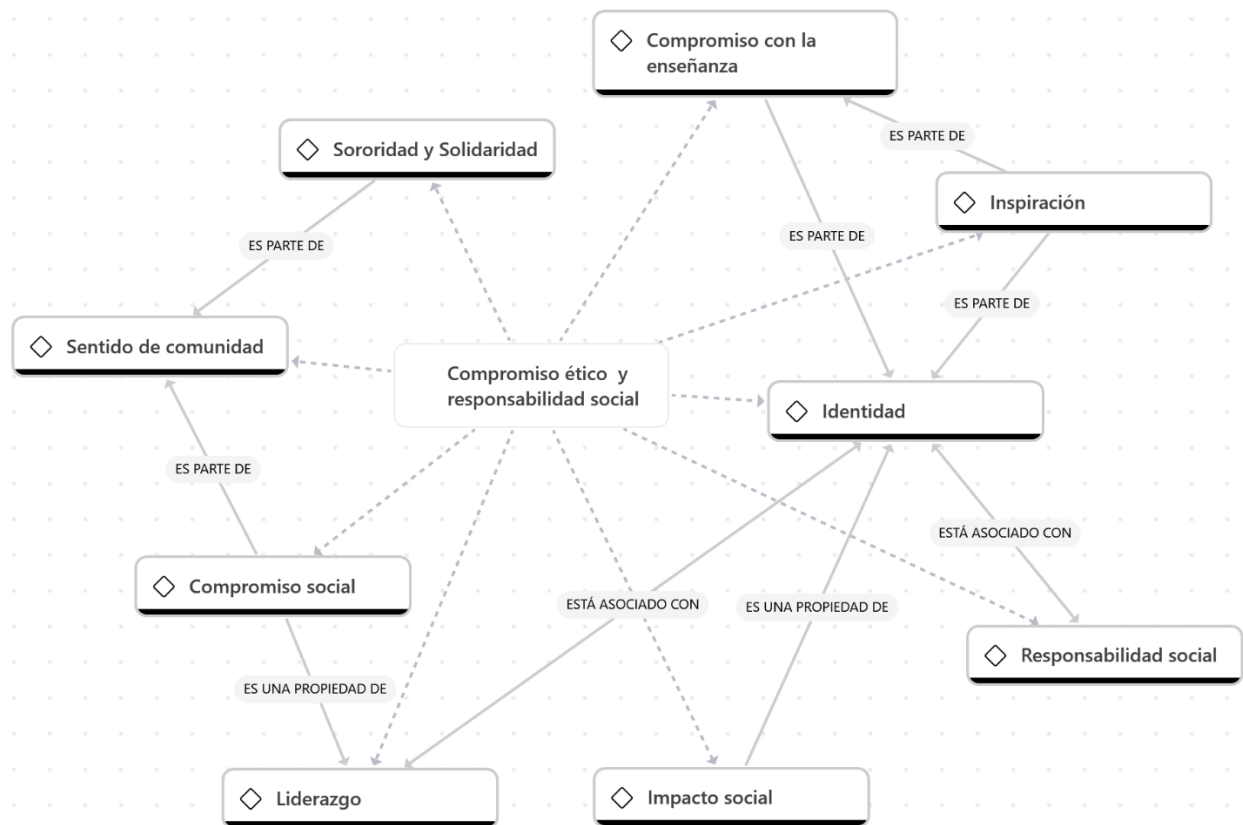 Compromiso con la
enseñanza
ES PARTE DE
Sororidad y Solidaridad
Inspiración
ES PARTE DE
ES PARTE DE
ES PARTE DE
Sentido de comunidad
Compromiso ético y
responsabilidad social
Identidad
ES PARTE DE
ESTÁ ASOCIADO CON
Compromiso social
ESTÁ ASOCIADO CON
ES UNA PROPIEDAD DE
Responsabilidad social
ES UNA PROPIEDAD DE
Liderazgo
Impacto social